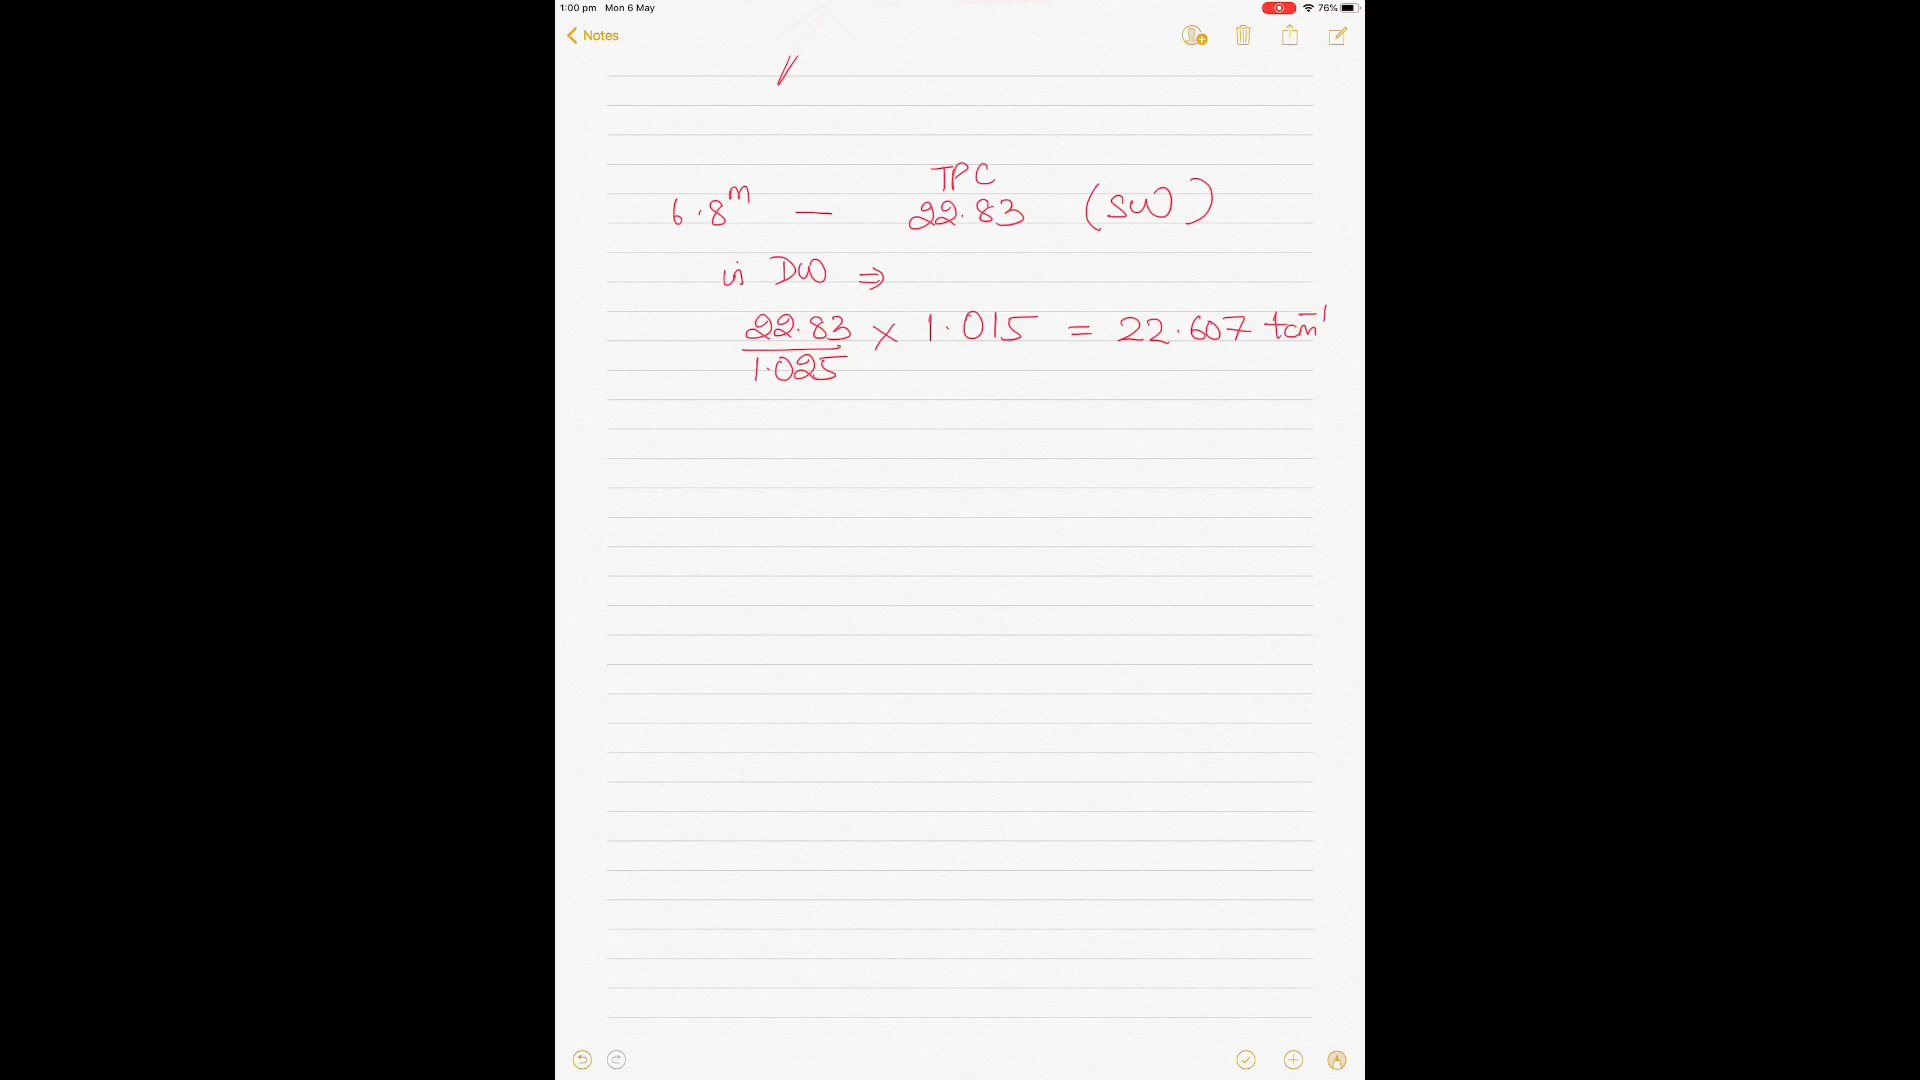 1:00 pm Mon 6 May 76%
Notes
TPC
6.8m — 22.83 (SW)
in DW ⇒
22.83 × 1.015 = 22.607 tcm⁻¹
1.025